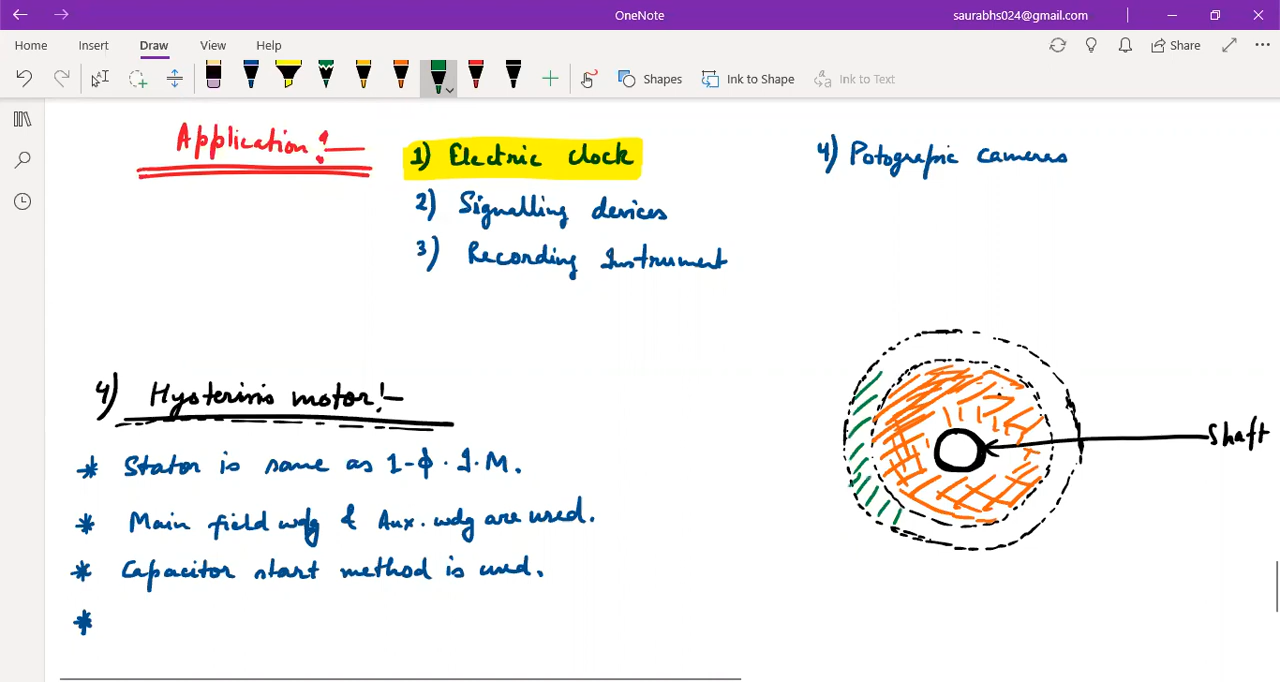 OneNote
saurabhs024@gmail.com
Home Insert Draw View Help
Share
Shapes Ink to Shape Ink to Text
Application:-
1) Electric clock
2) Signalling devices
3) Recording Instrument
4) Potografic cameras
4) Hysterisis motor:-
* Stator is same as 1-ϕ. I.M.
* Main field wdg & Aux. wdg are used.
* Capacitor start method is used.
*
Shaft